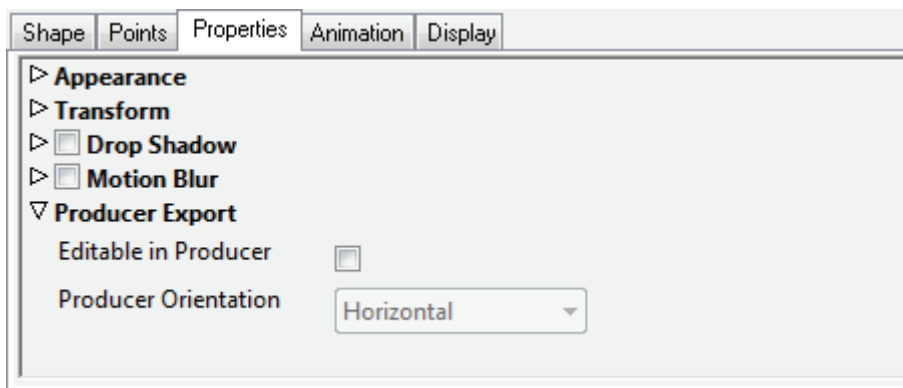 Shape Points Properties Animation Display
Appearance
Transform
Drop Shadow
Motion Blur
Producer Export
Editable in Producer
Producer Orientation Horizontal